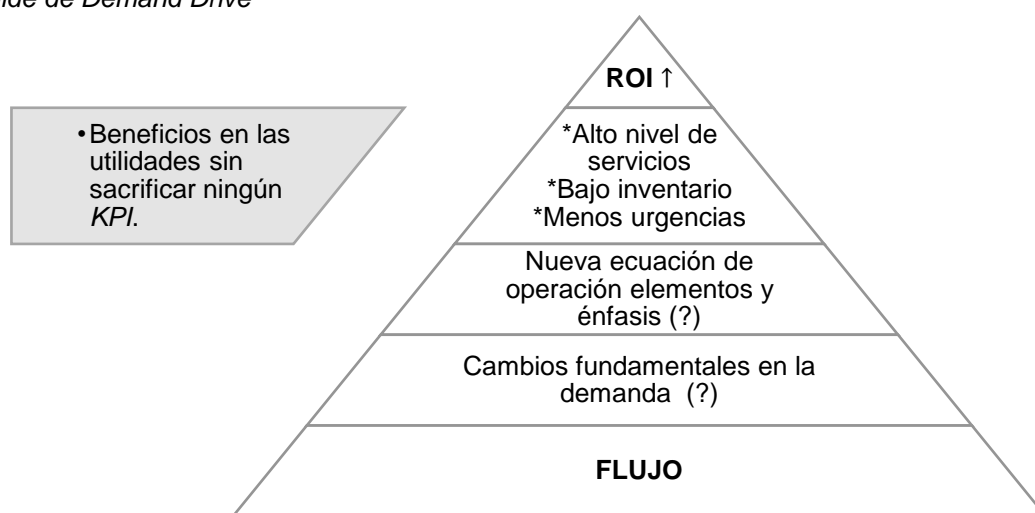 de Demand Drive
ROI ↑
•Beneficios en las
utilidades sin
sacrificar ningún
KPI.
*Alto nivel de
servicios
*Bajo inventario
*Menos urgencias
Nueva ecuación de
operación elementos y
énfasis (?)
Cambios fundamentales en la
demanda (?)
FLUJO